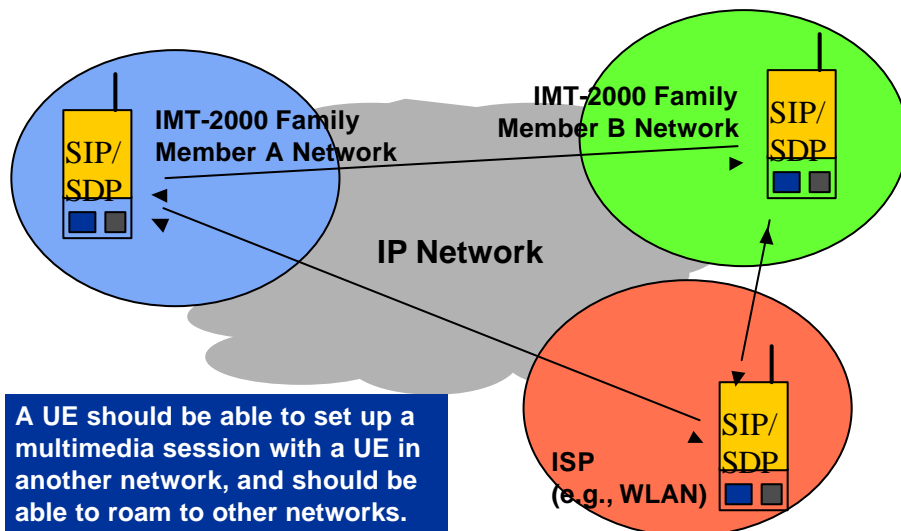 IMT-2000 Family
Member A Network
SIP/
SDP
IMT-2000 Family
Member B Network
SIP/
SDP
IP Network
SIP/
SDP
ISP
(e.g., WLAN)
A UE should be able to set up a
multimedia session with a UE in
another network, and should be
able to roam to other networks.